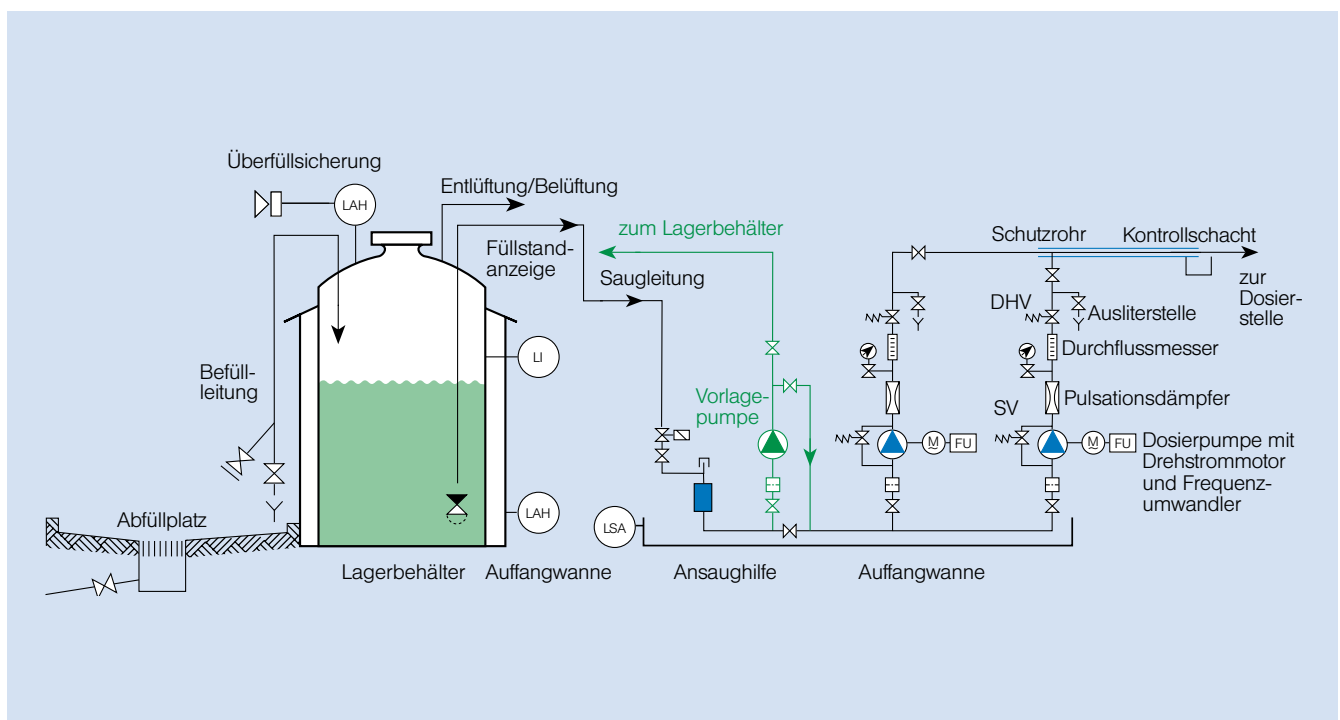 Überfüllsicherung
LAH
Entlüftung/Belüftung
Füllstand-
anzeige
Saugleitung
zum Lagerbehälter
Schutzrohr
Kontrollschacht
zur
Dosier-
stelle
DHV
Ausliterstelle
Durchflussmesser
LI
Befüll-
leitung
Vorlage-
pumpe
Pulsationsdämpfer
SV
M
~
FU
M
~
FU
Dosierpumpe mit
Drehstrommotor
und Frequenz-
umwandler
LAH
LSA
Abfüllplatz
Lagerbehälter
Auffangwanne
Ansaughilfe
Auffangwanne